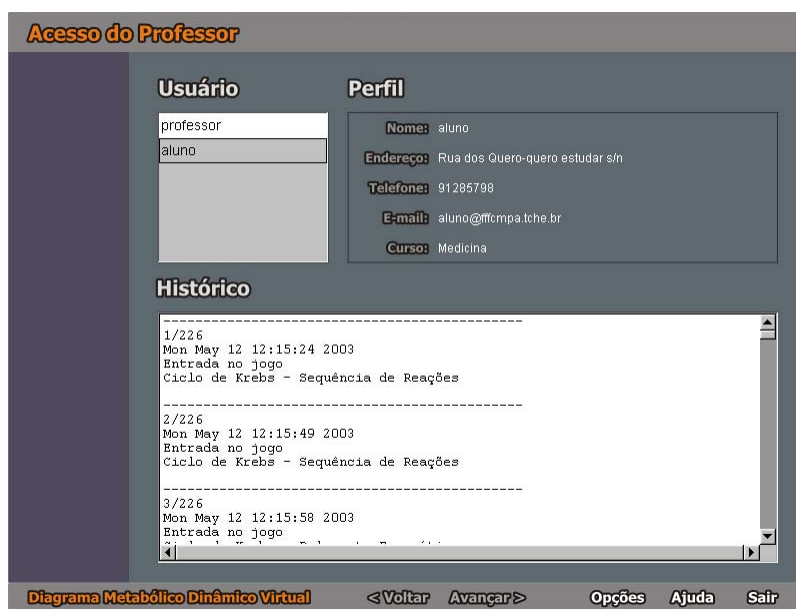 Acesso do Professor
Usuário
Perfil
professor
aluno
Nome: aluno
Endereço: Rua dos Quero-quero estudar s/n
Telefone: 91285798
E-mail: aluno@fffcmpa.tche.br
Curso: Medicina
Histórico
----------------------------------------------
1/226
Mon May 12 12:15:24 2003
Entrada no jogo
Ciclo de Krebs - Sequência de Reações
----------------------------------------------
2/226
Mon May 12 12:15:49 2003
Entrada no jogo
Ciclo de Krebs - Sequência de Reações
----------------------------------------------
3/226
Mon May 12 12:15:58 2003
Entrada no jogo
Diagrama Metabólico Dinâmico Virtual
< Voltar Avançar > Opções Ajuda Sair